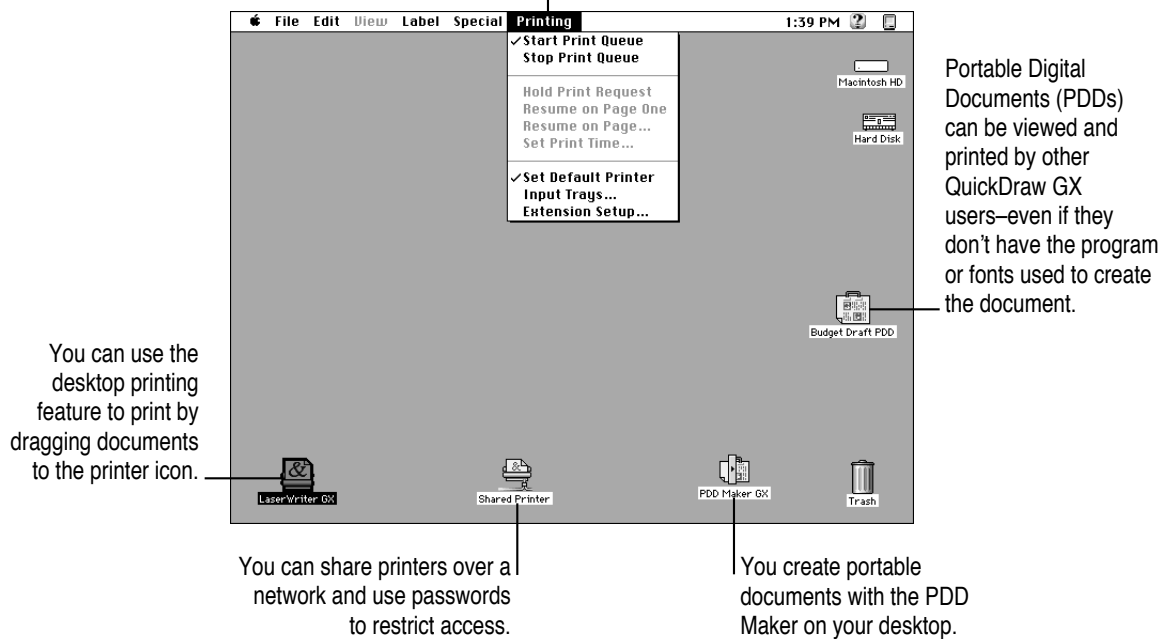 File Edit View Label Special Printing 1:39 PM
✓Start Print Queue
Stop Print Queue
Hold Print Request
Resume on Page One
Resume on Page...
Set Print Time...
✓Set Default Printer
Input Trays...
Extension Setup...
Macintosh HD
Hard Disk
Portable Digital
Documents (PDDs)
can be viewed and
printed by other
QuickDraw GX
users–even if they
don't have the program
or fonts used to create
the document.
Budget Draft PDD
You can use the
desktop printing
feature to print by
dragging documents
to the printer icon.
LaserWriter GX
Shared Printer
PDD Maker GX
Trash
You can share printers over a
network and use passwords
to restrict access.
You create portable
documents with the PDD
Maker on your desktop.